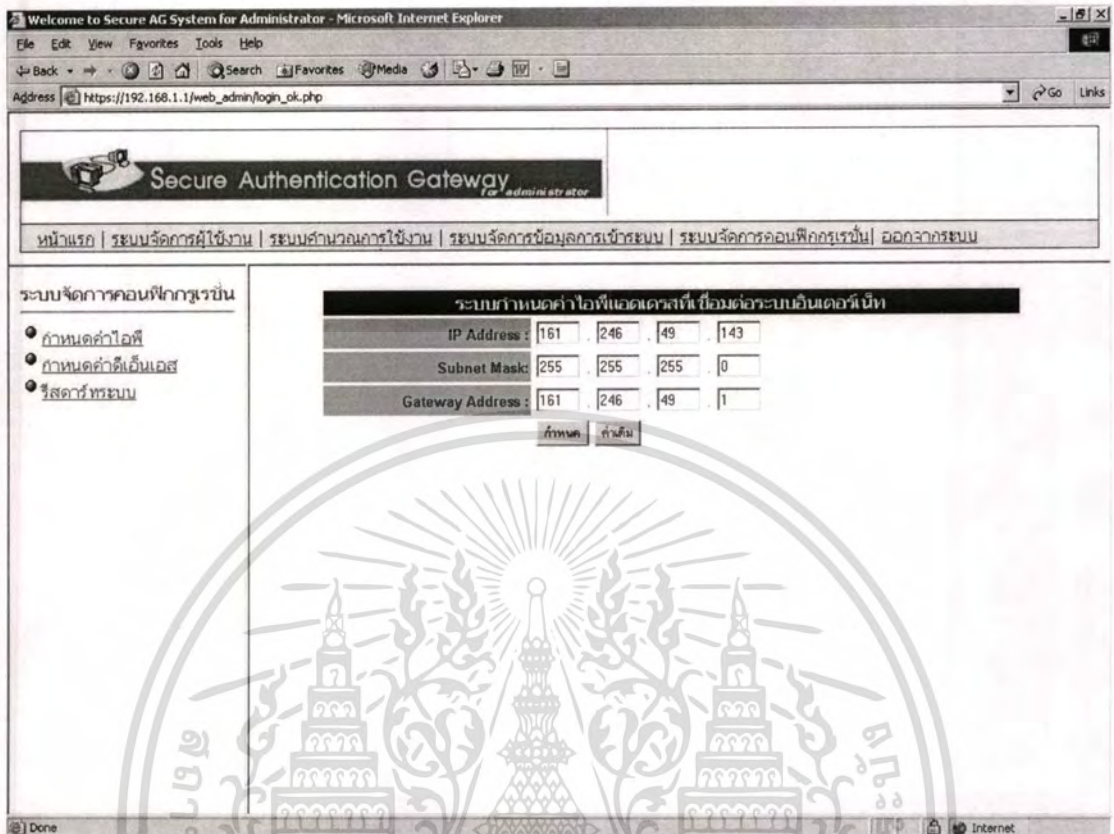 Welcome to Secure AG System for Administrator - Microsoft Internet Explorer
File Edit View Favorites Tools Help
Back Search Favorites Media
Address https://192.168.1.1/web_admin/login_ok.php Go Links
Secure Authentication Gateway
for administrator
หน้าแรก | ระบบจัดการผู้ใช้งาน | ระบบคำนวณการใช้งาน | ระบบจัดการข้อมูลการเข้าระบบ | ระบบจัดการคอนฟิกกรูเรชั่น| ออกจากระบบ
ระบบจัดการคอนฟิกกรูเรชั่น
กำหนดค่าไอพี
กำหนดค่าดีเอ็นเอส
รีสตาร์ทระบบ
ระบบกำหนดค่าไอพีแอดเดรสที่เชื่อมต่อระบบอินเตอร์เน็ท
IP Address : 161 . 246 . 49 . 143
Subnet Mask: 255 . 255 . 255 . 0
Gateway Address : 161 . 246 . 49 . 1
กำหนด ค่าเดิม
Done Internet